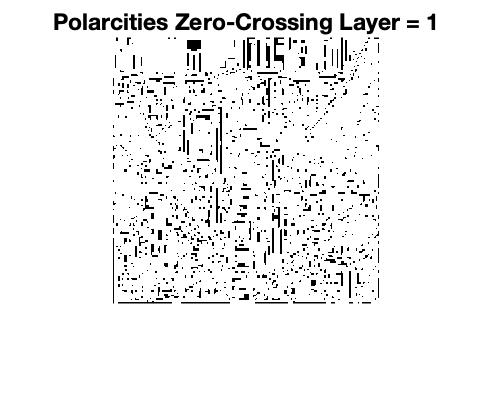 Polarcities Zero-Crossing Layer = 1